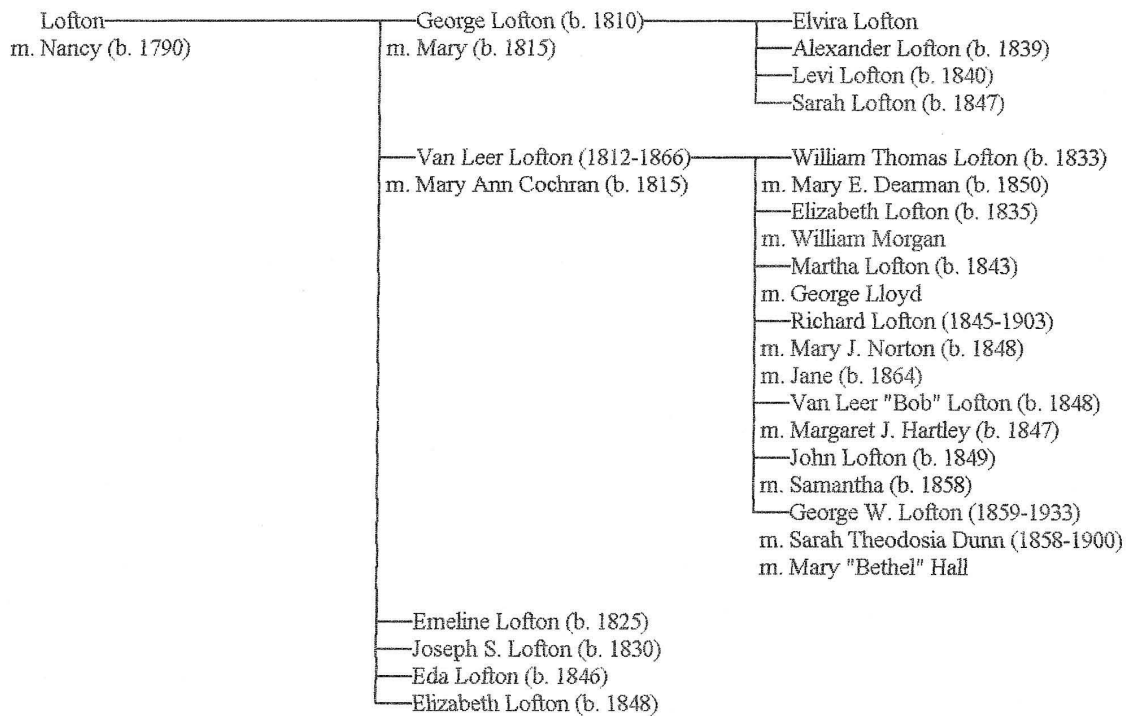 Lofton
m. Nancy (b. 1790)
George Lofton (b. 1810)
m. Mary (b. 1815)
Elvira Lofton
Alexander Lofton (b. 1839)
Levi Lofton (b. 1840)
Sarah Lofton (b. 1847)
Van Leer Lofton (1812-1866)
m. Mary Ann Cochran (b. 1815)
William Thomas Lofton (b. 1833)
m. Mary E. Dearman (b. 1850)
Elizabeth Lofton (b. 1835)
m. William Morgan
Martha Lofton (b. 1843)
m. George Lloyd
Richard Lofton (1845-1903)
m. Mary J. Norton (b. 1848)
m. Jane (b. 1864)
Van Leer "Bob" Lofton (b. 1848)
m. Margaret J. Hartley (b. 1847)
John Lofton (b. 1849)
m. Samantha (b. 1858)
George W. Lofton (1859-1933)
m. Sarah Theodosia Dunn (1858-1900)
m. Mary "Bethel" Hall
Emeline Lofton (b. 1825)
Joseph S. Lofton (b. 1830)
Eda Lofton (b. 1846)
Elizabeth Lofton (b. 1848)